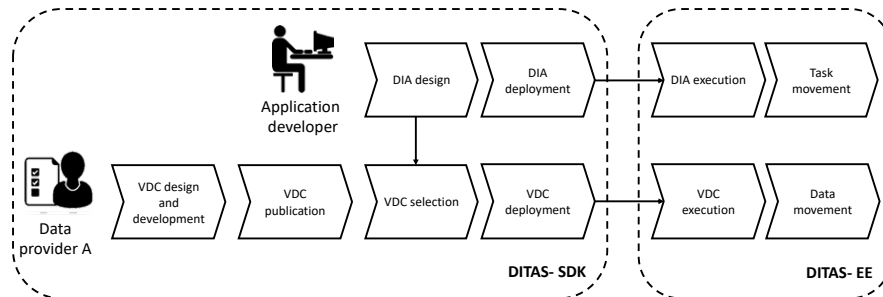 DIA design
DIA
deployment
DIA execution
Task
movement
Application
developer
VDC design
and
development
VDC
publication
VDC selection
VDC
deployment
VDC
execution
Data
movement
Data
provider A
DITAS- SDK
DITAS- EE